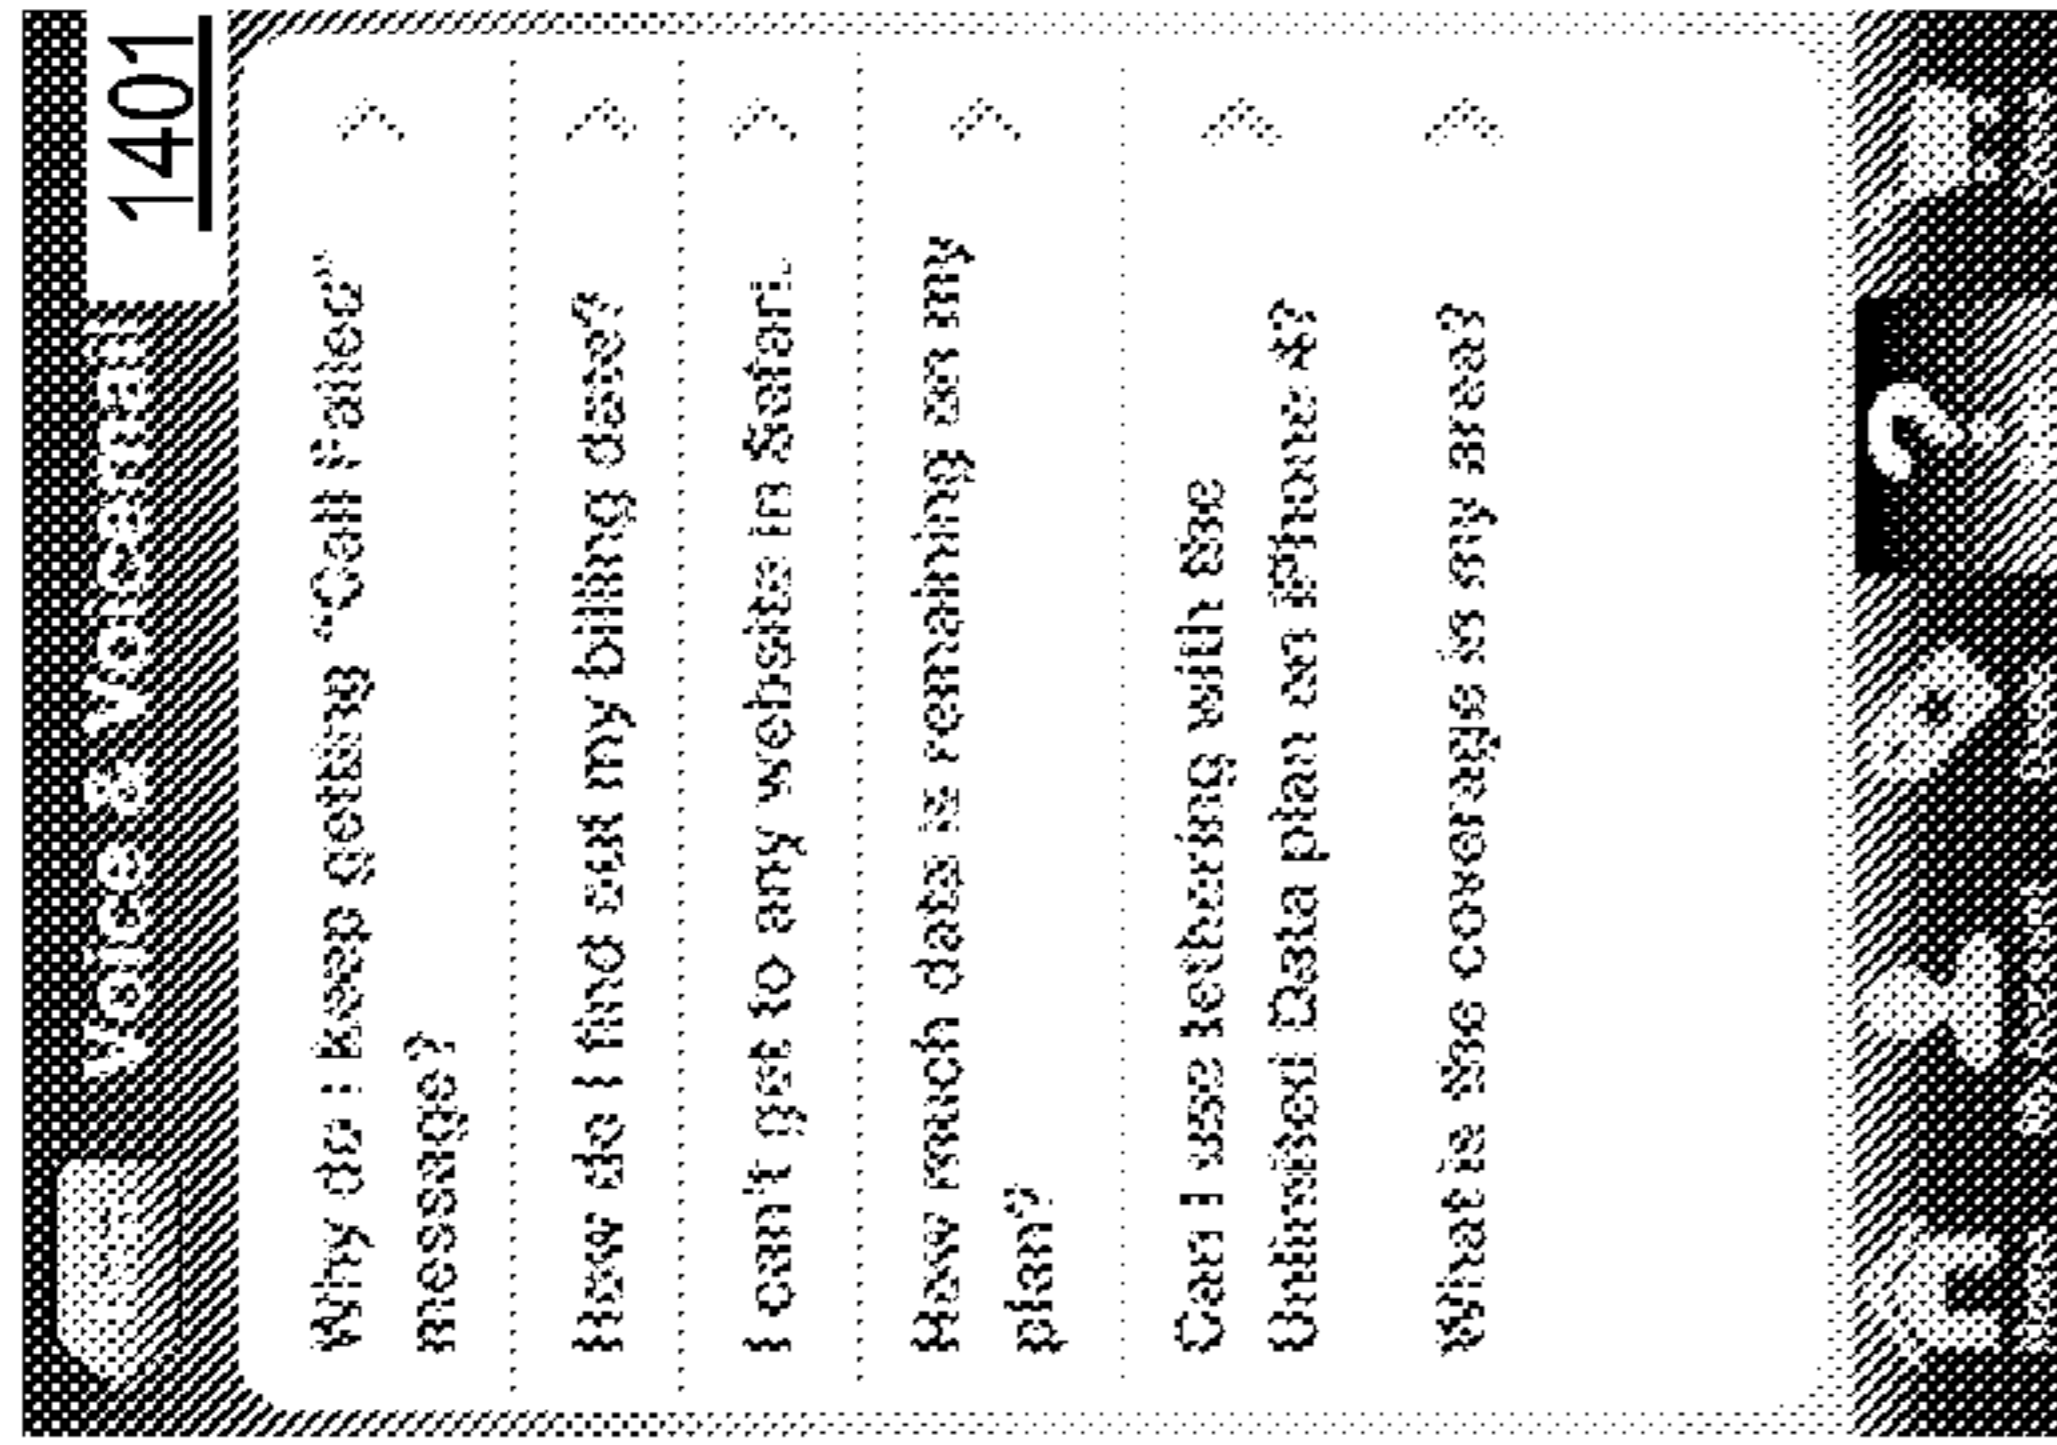 Voice & Voicemail
1401
Why do I keep getting "Call Failed"
message?
How do I find out my billing date?
I can't get to any website in Safari.
How much data is remaining on my
plan?
Can I use tethering with the
Unlimited Data plan on iPhone 4?
What is the coverage in my area?
?